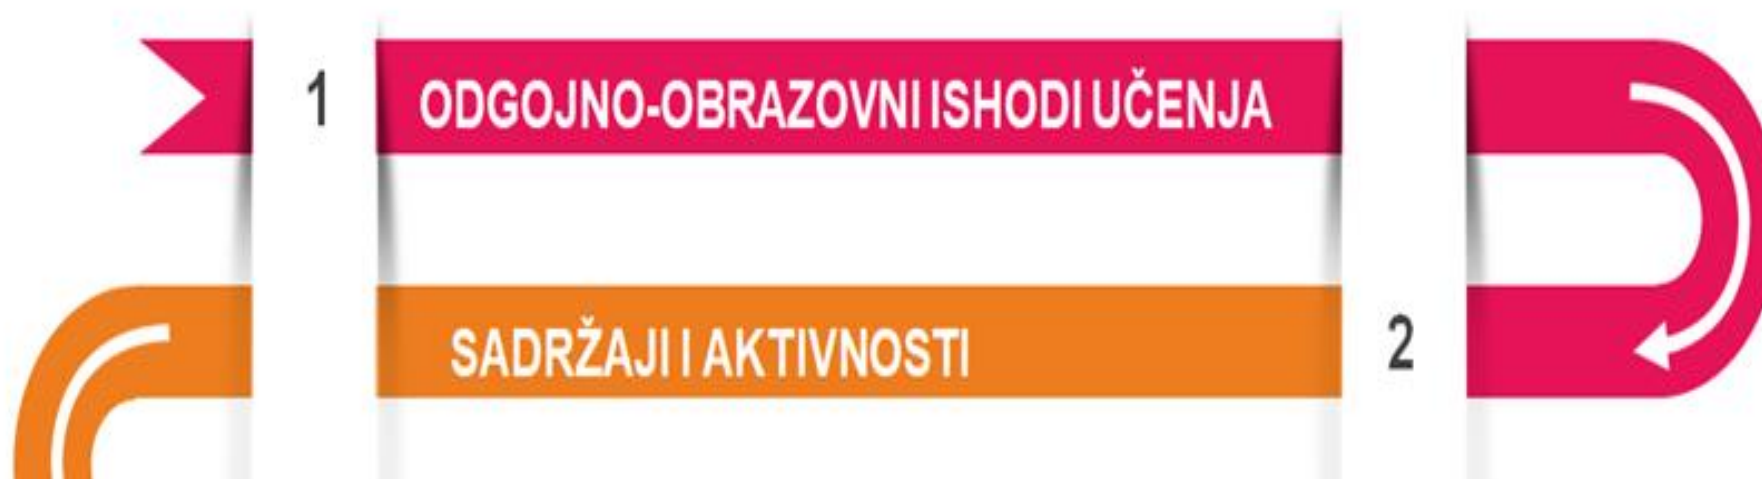 1 ODGOJNO-OBRAZOVNI ISHODI UČENJA
SADRŽAJI I AKTIVNOSTI 2